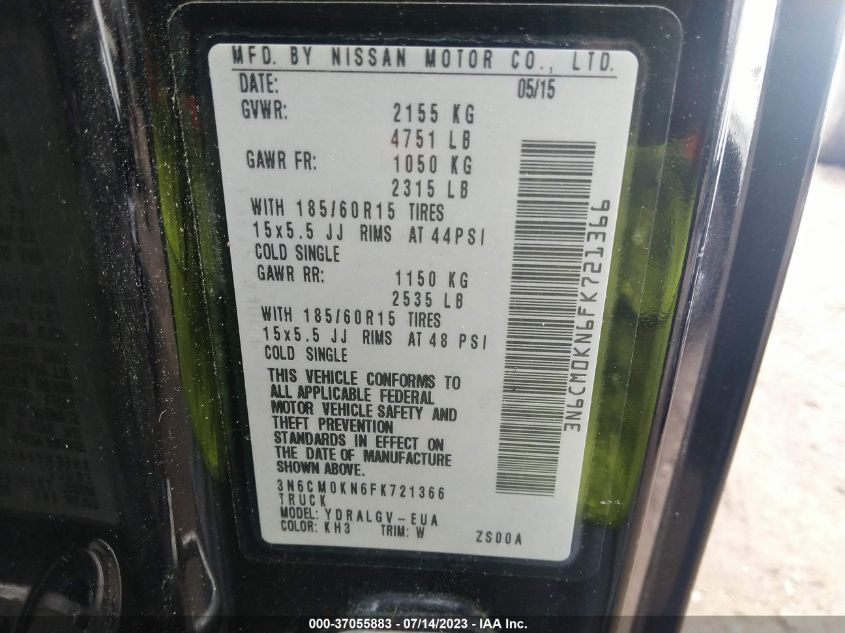 MFD. BY NISSAN MOTOR CO., LTD.
DATE: 05/15
GVWR: 2155 KG
4751 LB
GAWR FR: 1050 KG
2315 LB
WITH 185/60R15 TIRES
15x5.5 JJ RIMS AT 44PSI
COLD SINGLE
GAWR RR: 1150 KG
2535 LB
WITH 185/60R15 TIRES
15x5.5 JJ RIMS AT 48 PSI
COLD SINGLE
THIS VEHICLE CONFORMS TO
ALL APPLICABLE FEDERAL
MOTOR VEHICLE SAFETY AND
THEFT PREVENTION
STANDARDS IN EFFECT ON
THE DATE OF MANUFACTURE
SHOWN ABOVE.
3N6CM0KN6FK721366
TRUCK
MODEL: YDRALGV-EUA
COLOR: KH3 TRIM: W ZS00A
3N6CM0KN6FK721366
000-37055883 - 07/14/2023 - IAA Inc.